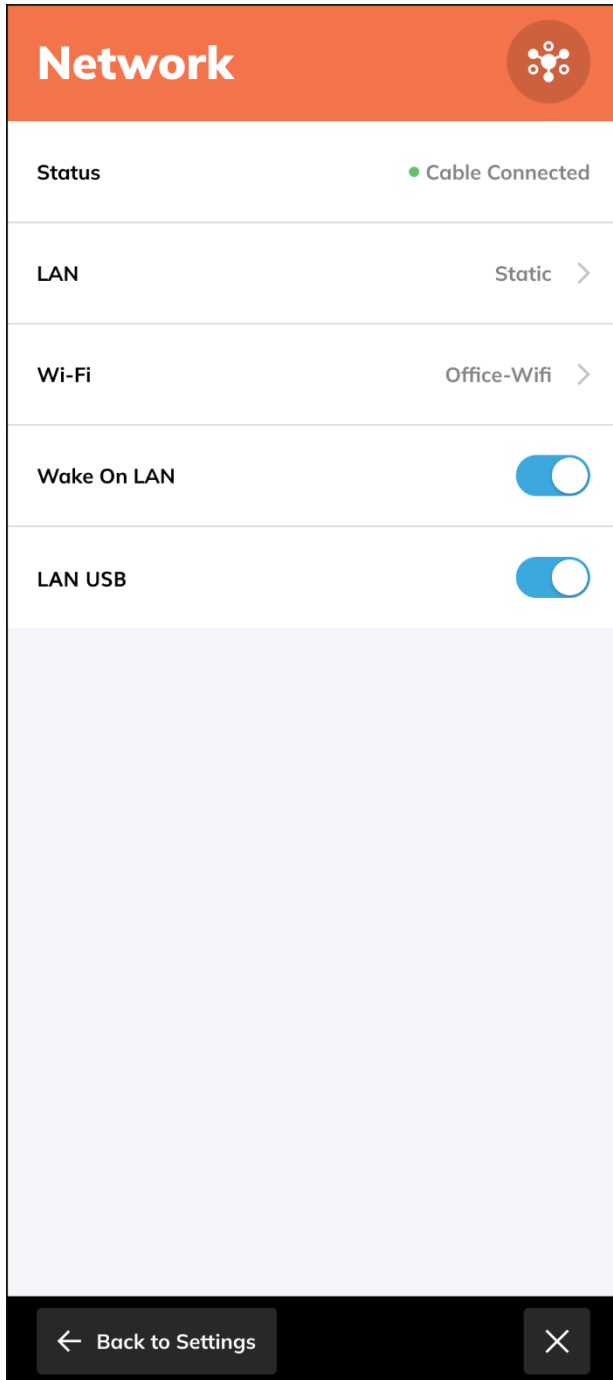 Network
Status Cable Connected
LAN Static
Wi-Fi Office-Wifi
Wake On LAN
LAN USB
Back to Settings